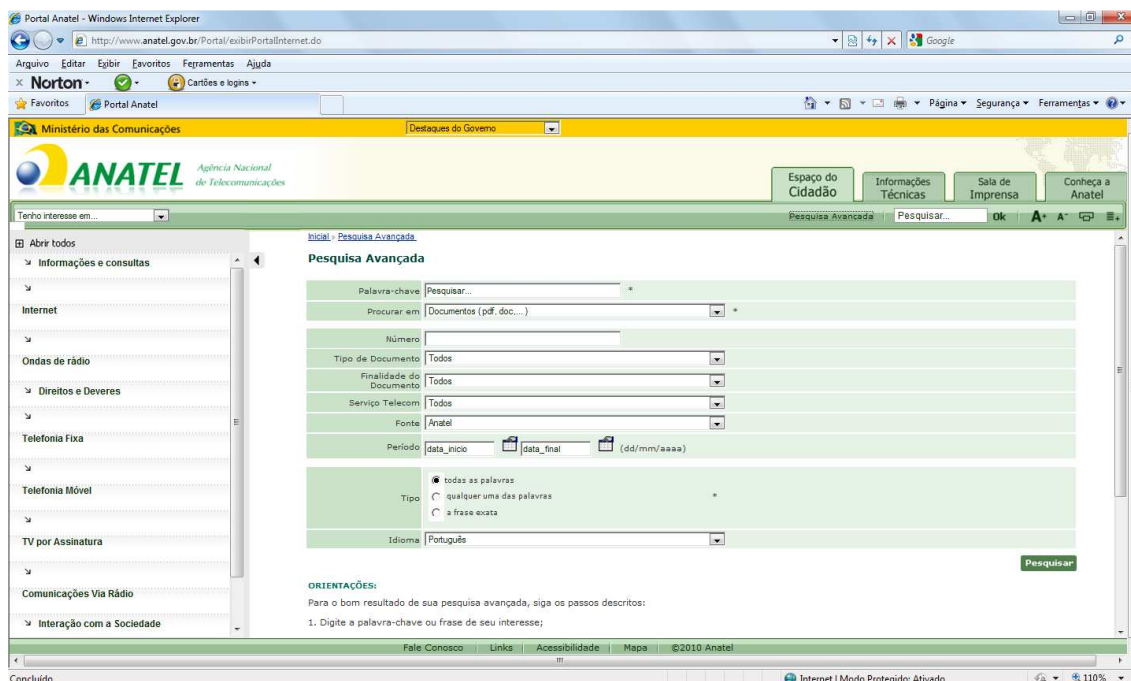 Portal Anatel - Windows Internet Explorer
http://www.anatel.gov.br/Portal/exibirPortalInternet.do
Google
Arquivo Editar Exibir Favoritos Ferramentas Ajuda
× Norton Cartões e logins
Favoritos Portal Anatel Página Segurança Ferramentas
Ministério das Comunicações Destaques do Governo
ANATEL Agência Nacional
de Telecomunicações
Espaço do Cidadão
Informações Técnicas
Sala de Imprensa
Conheça a Anatel
Tenho interesse em... Pesquisa Avançada Pesquisar... Ok A+ A-
Abrir todos
Informações e consultas
Internet
Ondas de rádio
Direitos e Deveres
Telefonia Fixa
Telefonia Móvel
TV por Assinatura
Comunicações Via Rádio
Interação com a Sociedade
Inicial » Pesquisa Avançada
Pesquisa Avançada
Palavra-chave Pesquisar... *
Procurar em Documentos (pdf, doc,...) *
Número
Tipo de Documento Todos
Finalidade do Documento Todos
Serviço Telecom Todos
Fonte Anatel
Período data_inicio data_final (dd/mm/aaaa)
Tipo
todas as palavras
qualquer uma das palavras *
a frase exata
Idioma Português
Pesquisar
ORIENTAÇÕES:
Para o bom resultado de sua pesquisa avançada, siga os passos descritos:
1. Digite a palavra-chave ou frase de seu interesse;
Fale Conosco Links Acessibilidade Mapa ©2010 Anatel
Concluído Internet | Modo Protegido: Ativado 110%